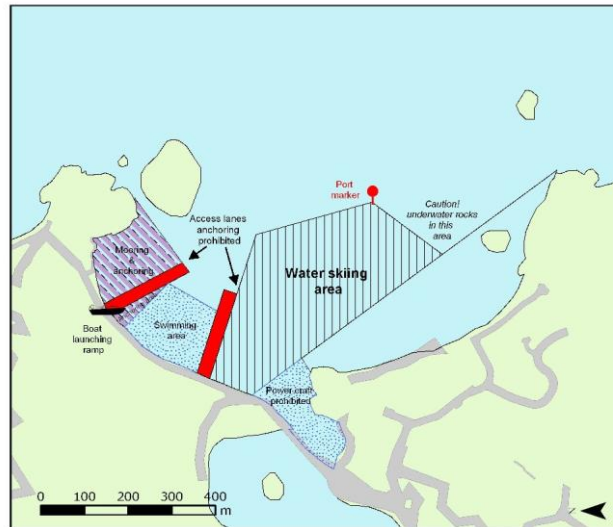 Port
marker
Caution!
underwater rocks
in this
area
Access lanes
anchoring
prohibited
Mooring
&
anchoring
Water skiing
area
Boat
launching
ramp
Swimming
area
Power craft
prohibited
0 100 200 300 400 m